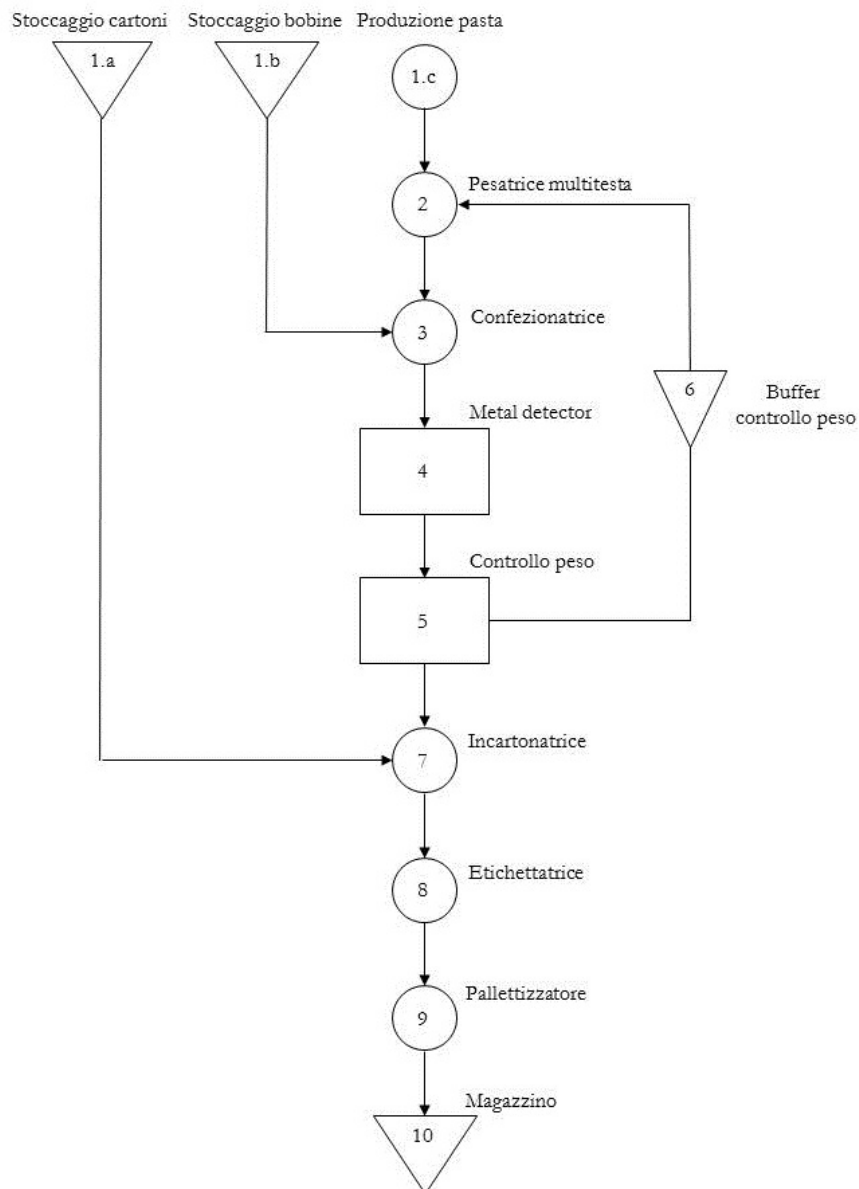 Stoccaggio cartoni
Stoccaggio bobine
Produzione pasta
1.a
1.b
1.c
Pesatrice multitesta
2
Confezionatrice
3
6
Buffer
controllo peso
Metal detector
4
Controllo peso
5
Incartonatrice
7
Etichettatrice
8
Pallettizzatore
9
Magazzino
10